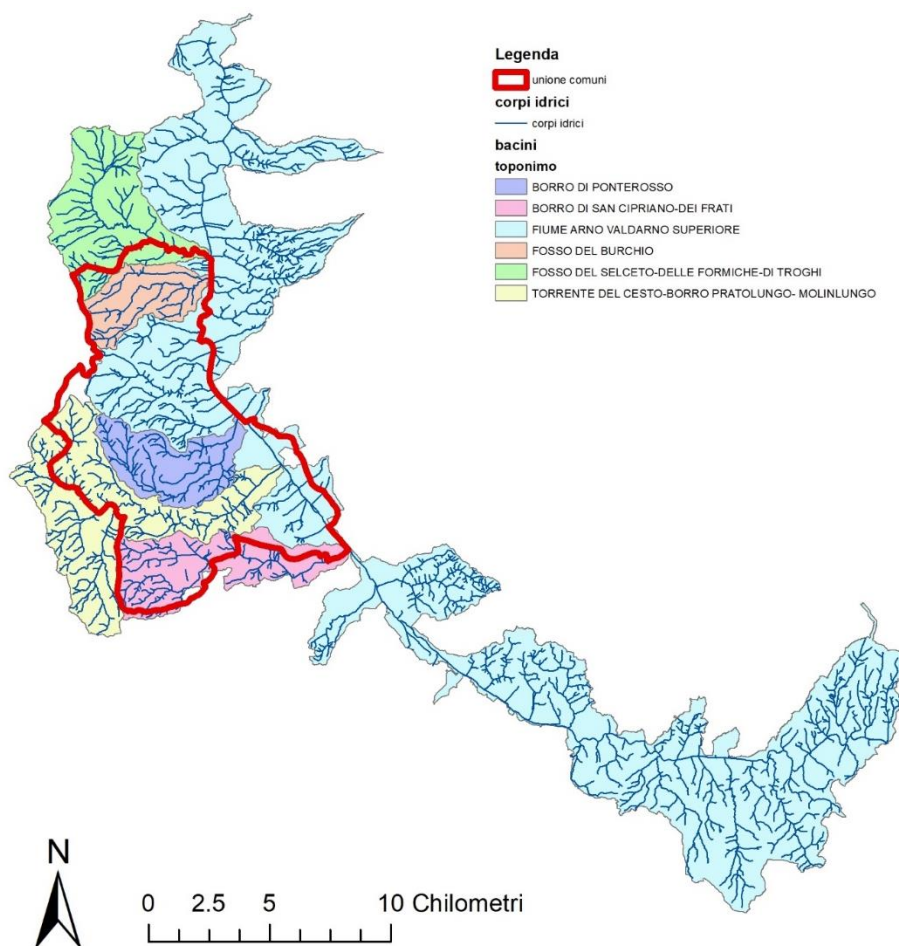 Legenda
unione comuni
corpi idrici
corpi idrici
bacini
toponimo
BORRO DI PONTEROSSO
BORRO DI SAN CIPRIANO-DEI FRATI
FIUME ARNO VALDARNO SUPERIORE
FOSSO DEL BURCHIO
FOSSO DEL SELCETO-DELLE FORMICHE-DI TROGHI
TORRENTE DEL CESTO-BORRO PRATOLUNGO- MOLINLUNGO
N
0 2.5 5 10 Chilometri